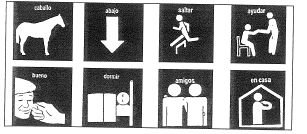 caballo
abajo
saltar
ayudar
bueno
dormir
amigos
en casa